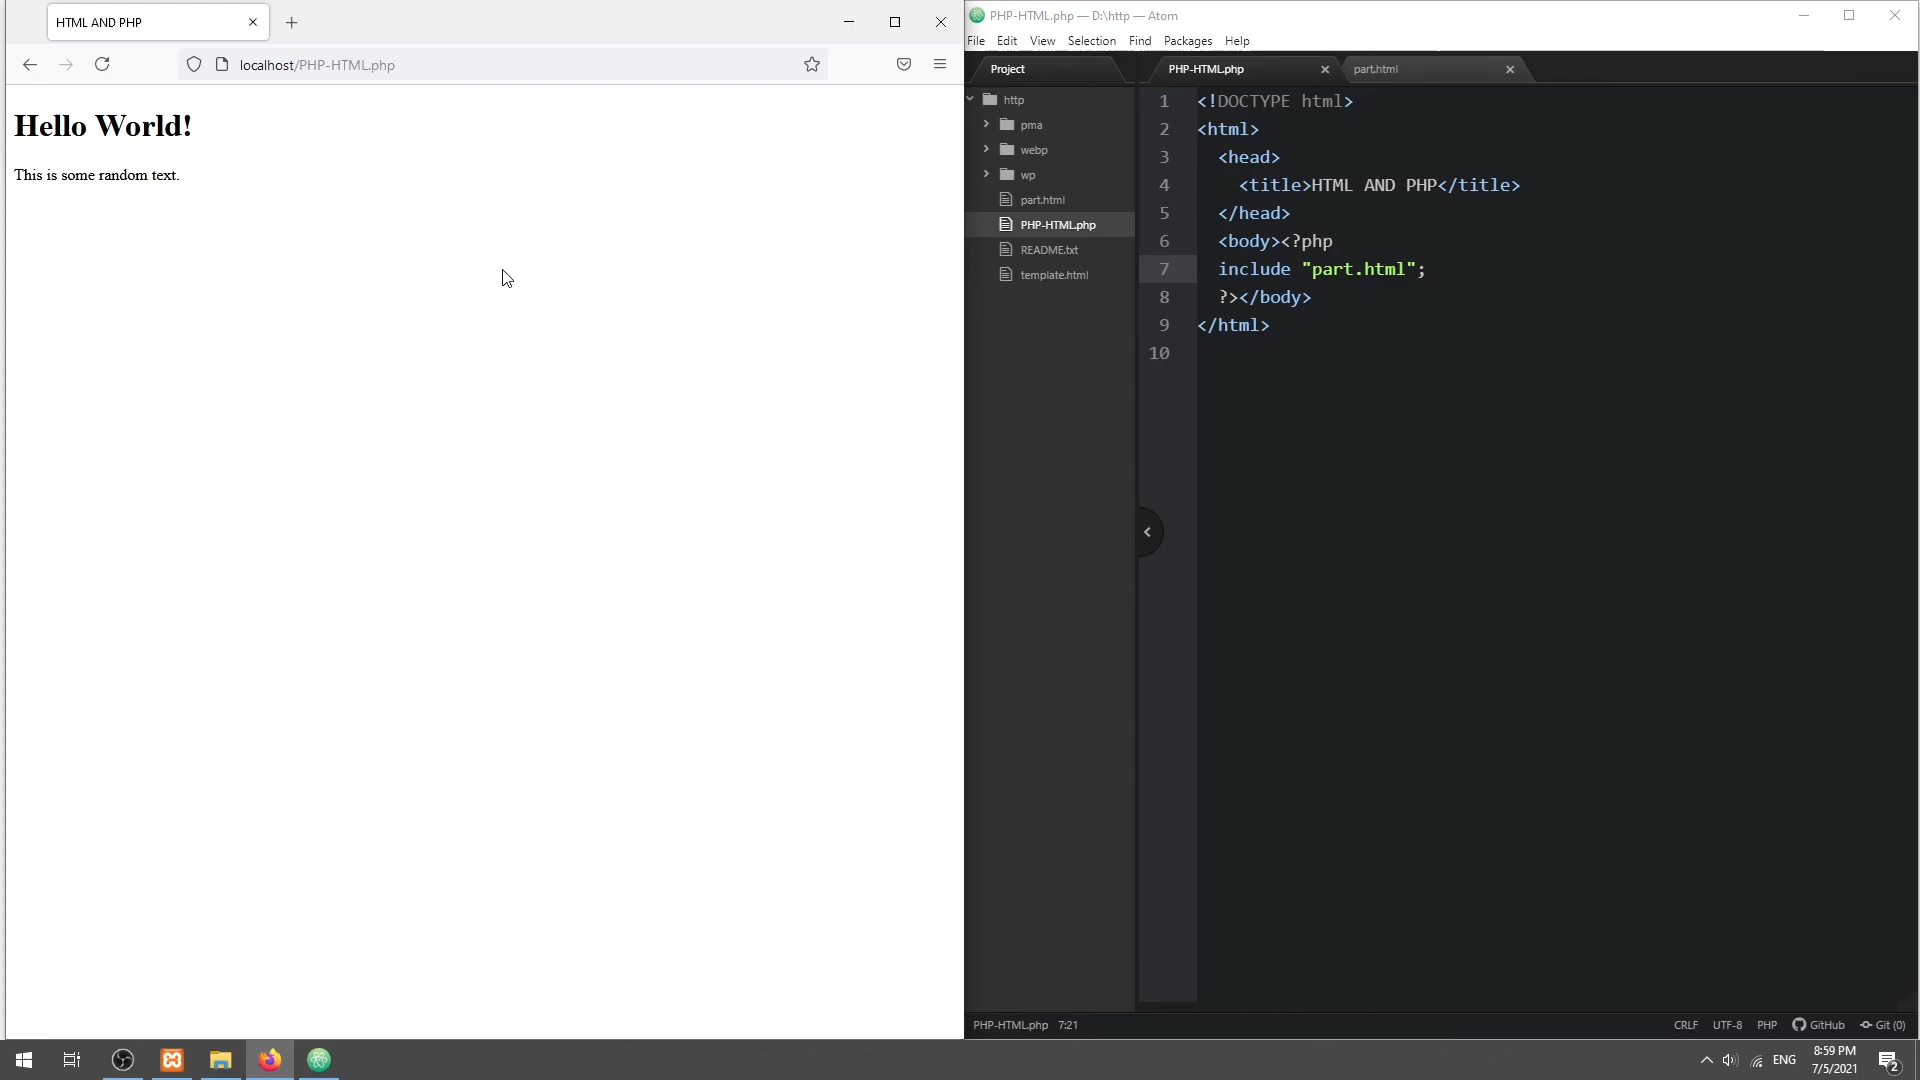 HTML AND PHP
localhost/PHP-HTML.php
Hello World!
This is some random text.
PHP-HTML.php — D:\http — Atom
File Edit View Selection Find Packages Help
Project
http
pma
webp
wp
part.html
PHP-HTML.php
README.txt
template.html
PHP-HTML.php
part.html
1 <!DOCTYPE html>
2 <html>
3 <head>
4 <title>HTML AND PHP</title>
5 </head>
6 <body><?php
7 include "part.html";
8 ?></body>
9 </html>
10
PHP-HTML.php 7:21
CRLF UTF-8 PHP GitHub Git (0)
ENG
8:59 PM
7/5/2021
2